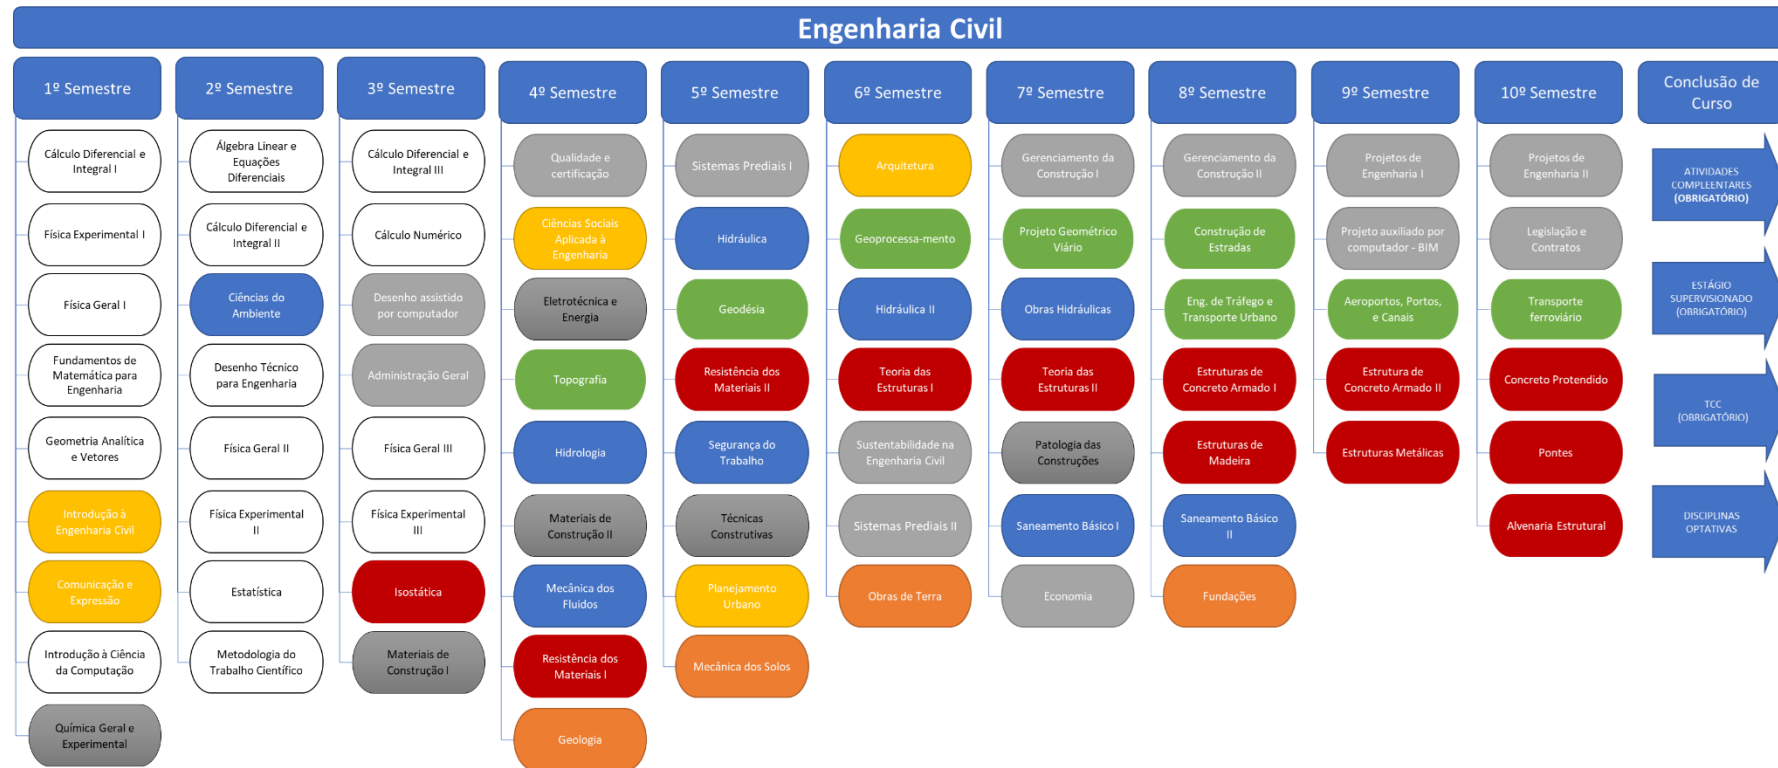 Engenharia Civil
1º Semestre
Cálculo Diferencial e
Integral I
Física Experimental I
Física Geral I
Fundamentos de
Matemática para
Engenharia
Geometria Analítica
e Vetores
Introdução à
Engenharia Civil
Comunicação e
Expressão
Introdução à Ciência
da Computação
Química Geral e
Experimental
2º Semestre
Álgebra Linear e
Equações
Diferenciais
Cálculo Diferencial e
Integral II
Ciências do
Ambiente
Desenho Técnico
para Engenharia
Física Geral II
Física Experimental
II
Estatística
Metodologia do
Trabalho Científico
3º Semestre
Cálculo Diferencial e
Integral III
Cálculo Numérico
Desenho assistido
por computador
Administração Geral
Física Geral III
Física Experimental
III
Isostática
Materiais de
Construção I
4º Semestre
Qualidade e
certificação
Ciências Sociais
Aplicada à
Engenharia
Eletrotécnica e
Energia
Topografia
Hidrologia
Materiais de
Construção II
Mecânica dos
Fluidos
Resistência dos
Materiais I
Geologia
5º Semestre
Sistemas Prediais I
Hidráulica
Geodésia
Resistência dos
Materiais II
Segurança do
Trabalho
Técnicas
Construtivas
Planejamento
Urbano
Mecânica dos Solos
6º Semestre
Arquitetura
Geoprocessa-mento
Hidráulica II
Teoria das
Estruturas I
Sustentabilidade na
Engenharia Civil
Sistemas Prediais II
Obras de Terra
7º Semestre
Gerenciamento da
Construção I
Projeto Geométrico
Viário
Obras Hidráulicas
Teoria das
Estruturas II
Patologia das
Construções
Saneamento Básico I
Economia
8º Semestre
Gerenciamento da
Construção II
Construção de
Estradas
Eng. de Tráfego e
Transporte Urbano
Estruturas de
Concreto Armado I
Estruturas de
Madeira
Saneamento Básico
II
Fundações
9º Semestre
Projetos de
Engenharia I
Projeto auxiliado por
computador - BIM
Aeroportos, Portos,
e Canais
Estrutura de
Concreto Armado II
Estruturas Metálicas
10º Semestre
Projetos de
Engenharia II
Legislação e
Contratos
Transporte
ferroviário
Concreto Protendido
Pontes
Alvenaria Estrutural
Conclusão de
Curso
ATIVIDADES
COMPLEENTARES
(OBRIGATÓRIO)
ESTÁGIO
SUPERVISIONADO
(OBRIGATÓRIO)
TCC
(OBRIGATÓRIO)
DISCIPLINAS
OPTATIVAS